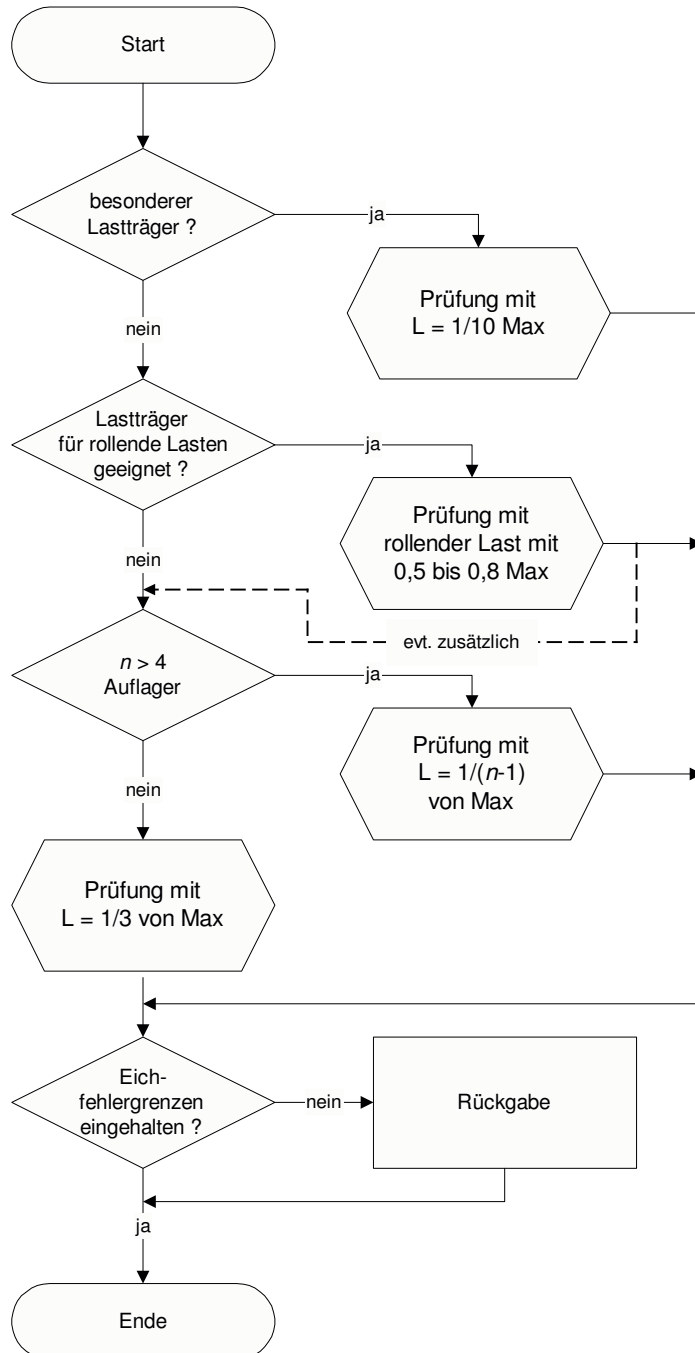 Start
besonderer
Lastträger ?
ja
Prüfung mit
L = 1/10 Max
nein
Lastträger
für rollende Lasten
geeignet ?
ja
Prüfung mit
rollender Last mit
0,5 bis 0,8 Max
nein
evt. zusätzlich
n > 4
Auflager
ja
Prüfung mit
L = 1/(n-1)
von Max
nein
Prüfung mit
L = 1/3 von Max
Eich-
fehlergrenzen
eingehalten ?
nein
Rückgabe
ja
Ende